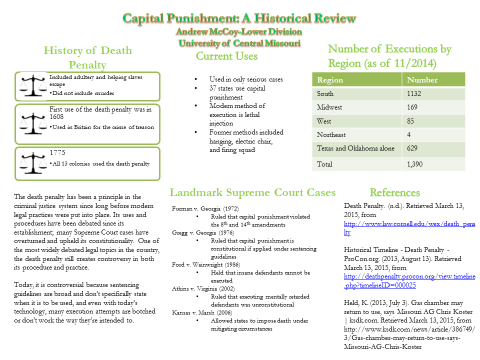 Capital Punishment: A Historical Review
Andrew McCoy-Lower Division
University of Central Missouri
History of Death
Penalty
Included adultery and helping slaves
escape
•Did not include murder
First use of the death penalty was in
1608
•Used in Britain for the crime of treason
1775
•All 13 colonies used the death penalty
The death penalty has been a principle in the
criminal justice system since long before modern
legal practices were put into place. Its uses and
procedures have been debated since its
establishment; many Supreme Court cases have
overturned and upheld its constitutionality. One of
the most widely debated legal topics in the country,
the death penalty still creates controversy in both
its procedure and practice.
Today, it is controversial because sentencing
guidelines are broad and don't specifically state
when it is to be used, and even with today's
technology, many execution attempts are botched
or don't work the way they're intended to.
Current Uses
• Used in only serious cases
• 37 states use capital
punishment
• Modern method of
execution is lethal
injection
• Former methods included
hanging, electric chair,
and firing squad
Landmark Supreme Court Cases
Furman v. Georgia (1972)
• Ruled that capital punishment violated
the 8th and 14th amendments
Gregg v. Georgia (1976)
• Ruled that capital punishment is
constitutional if applied under sentencing
guidelines
Ford v. Wainwright (1986)
• Held that insane defendants cannot be
executed
Atkins v. Virginia (2002)
• Ruled that executing mentally retarded
defendants was unconstitutional
Kansas v. Marsh (2006)
• Allowed states to impose death under
mitigating circumstances
Number of Executions by
Region (as of 11/2014)
Region Number
South 1132
Midwest 169
West 85
Northeast 4
Texas and Oklahoma alone 629
Total 1,390
References
Death Penalty. (n.d.). Retrieved March 13,
2015, from
http://www.law.cornell.edu/wex/death_pena
lty
Historical Timeline - Death Penalty -
ProCon.org. (2013, August 13). Retrieved
March 13, 2015, from
http://deathpenalty.procon.org/view.timeline
.php?timelineID=000025
Held, K. (2013, July 3). Gas chamber may
return to use, says Missouri AG Chris Koster
| ksdk.com. Retrieved March 13, 2015, from
http://www.ksdk.com/news/article/386749/
3/Gas-chamber-may-return-to-use-says-
Missouri-AG-Chris-Koster